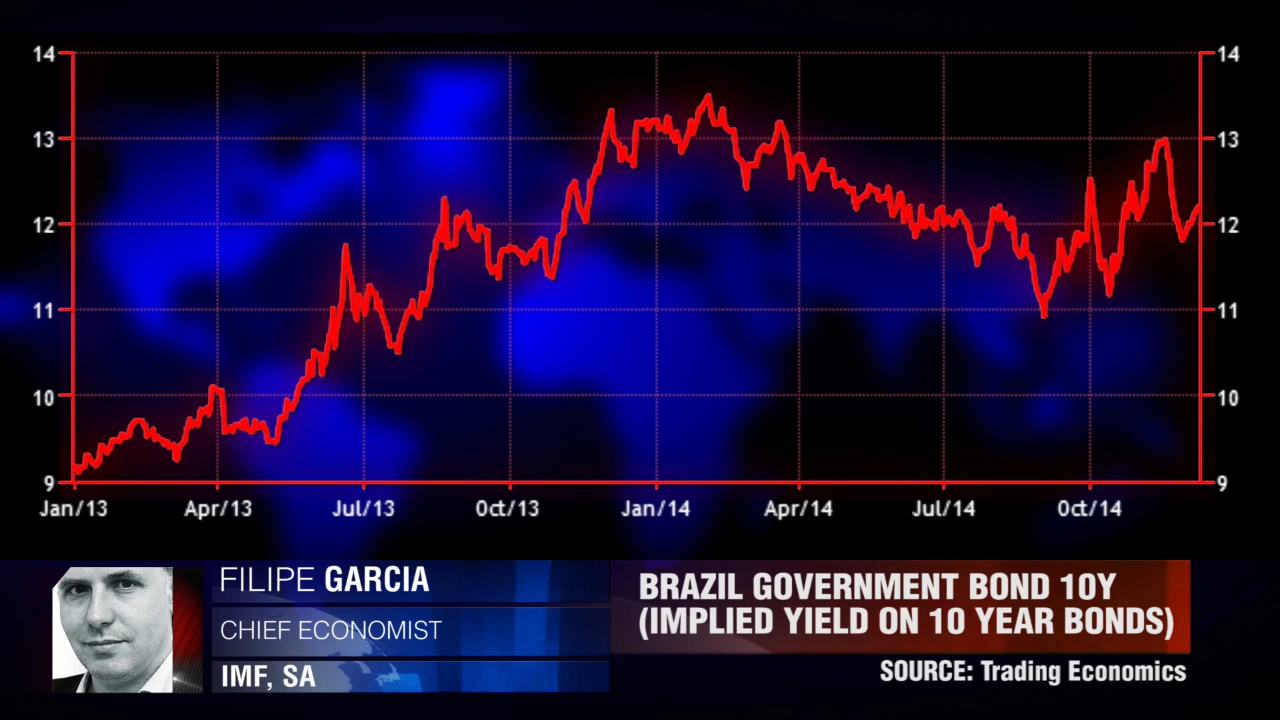 14 14
13 13
12 12
11 11
10 10
9 9
Jan/13 Apr/13 Jul/13 Oct/13 Jan/14 Apr/14 Jul/14 Oct/14
FILIPE GARCIA
CHIEF ECONOMIST
IMF, SA
BRAZIL GOVERNMENT BOND 10Y
(IMPLIED YIELD ON 10 YEAR BONDS)
SOURCE: Trading Economics